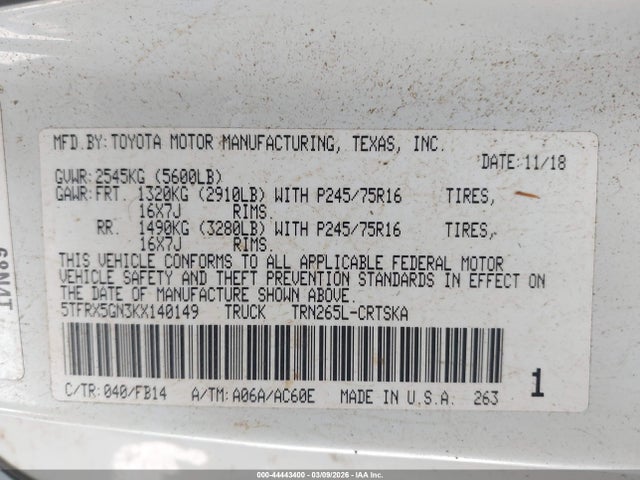 MFD.BY:TOYOTA MOTOR MANUFACTURING, TEXAS, INC.
DATE:11/18
GVWR:2545KG (5600LB)
GAWR:FRT. 1320KG (2910LB) WITH P245/75R16 TIRES,
16X7J RIMS.
RR. 1490KG (3280LB) WITH P245/75R16 TIRES,
16X7J RIMS.
THIS VEHICLE CONFORMS TO ALL APPLICABLE FEDERAL MOTOR
VEHICLE SAFETY AND THEFT PREVENTION STANDARDS IN EFFECT ON
THE DATE OF MANUFACTURE SHOWN ABOVE.
5TFRX5GN3KX140149 TRUCK TRN265L-CRTSKA
C/TR:040/FB14 A/TM:A06A/AC60E MADE IN U.S.A. 263
1
000-44443400 - 03/09/2026 - IAA Inc.